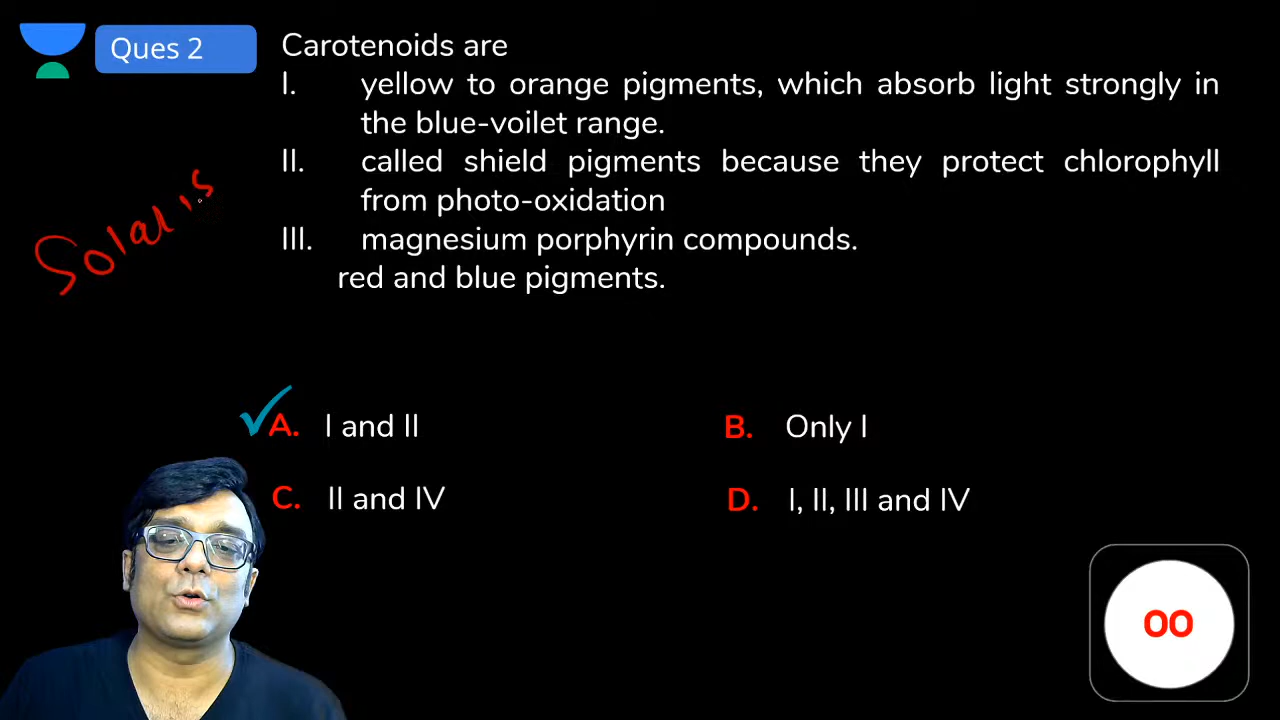 Ques 2
Carotenoids are
I. yellow to orange pigments, which absorb light strongly in
the blue-voilet range.
II. called shield pigments because they protect chlorophyll
from photo-oxidation
III. magnesium porphyrin compounds.
red and blue pigments.
A. I and II
B. Only I
C. II and IV
D. I, II, III and IV
00